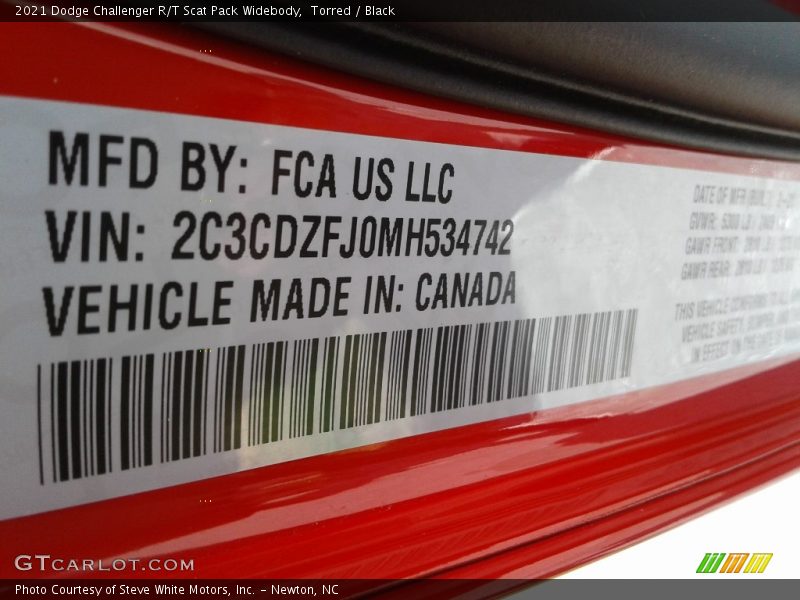 2021 Dodge Challenger R/T Scat Pack Widebody, Torred / Black
MFD BY: FCA US LLC
VIN: 2C3CDZFJ0MH534742
VEHICLE MADE IN: CANADA
DATE OF MFR
GVWR:
GAWR FRONT:
GAWR REAR:
THIS VEHICLE CONFORMS TO ALL
VEHICLE SAFETY, BUMPER, AND
IN EFFECT ON THE DATE
GTCARLOT.COM
Photo Courtesy of Steve White Motors, Inc. – Newton, NC